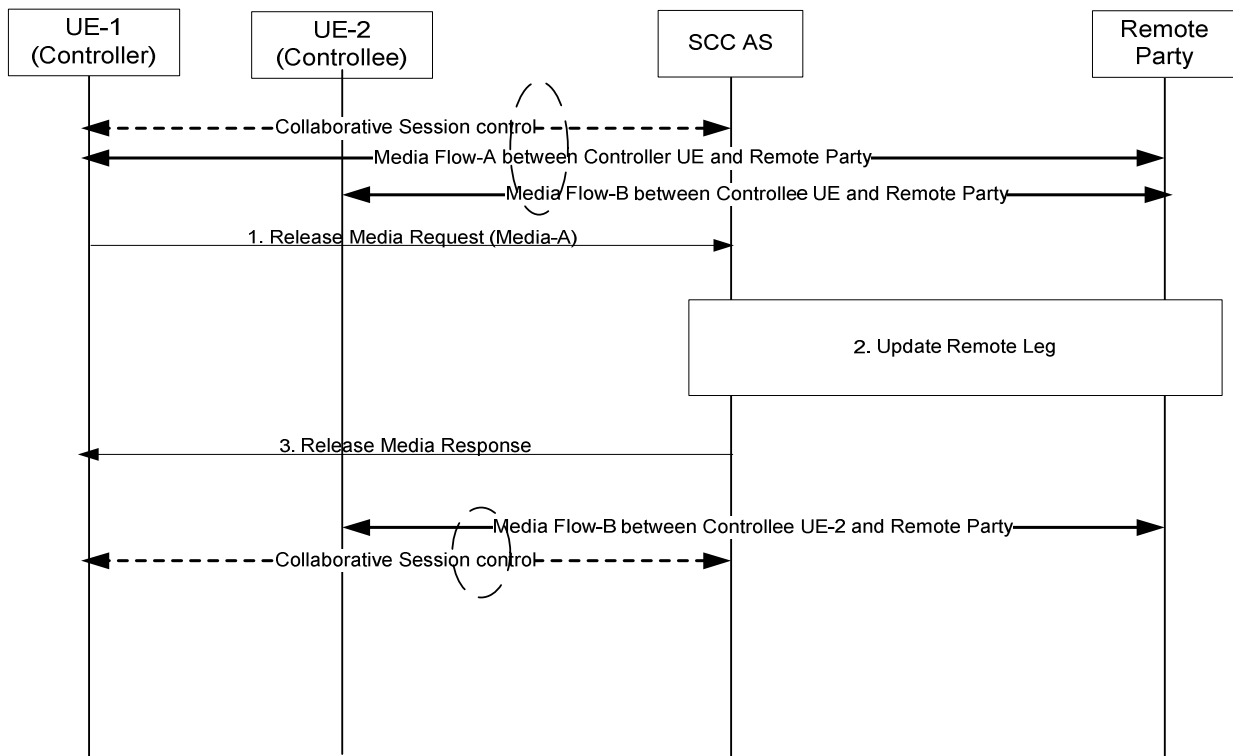 UE-1
(Controller)
UE-2
(Controllee)
SCC AS
Remote
Party
Collaborative Session control
Media Flow-A between Controller UE and Remote Party
Media Flow-B between Controllee UE and Remote Party
1. Release Media Request (Media-A)
2. Update Remote Leg
3. Release Media Response
Media Flow-B between Controllee UE-2 and Remote Party
Collaborative Session control